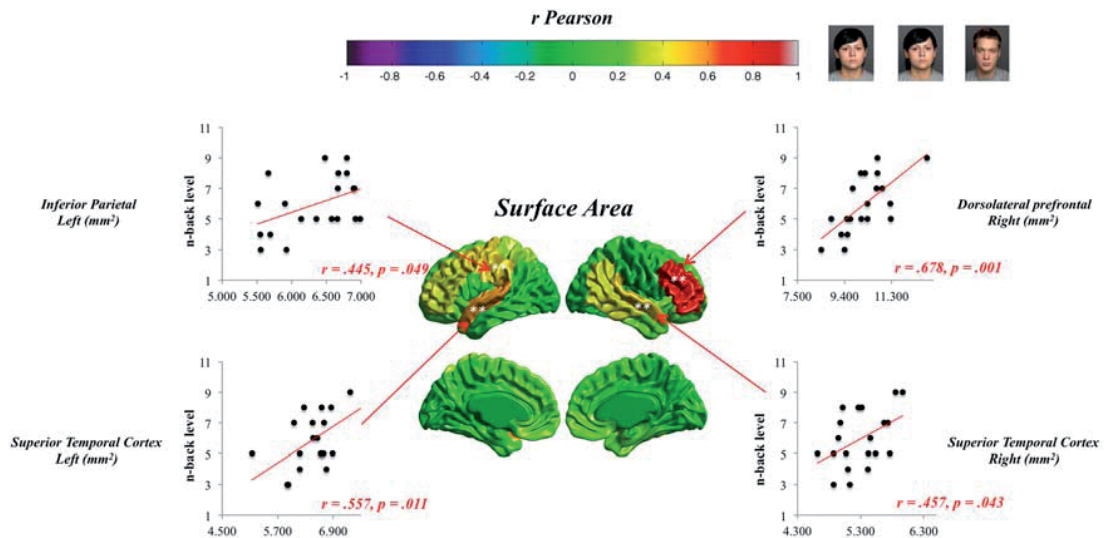 r Pearson
-1 -0.8 -0.6 -0.4 -0.2 0 0.2 0.4 0.6 0.8 1
Inferior Parietal
Left (mm²)
n-back level
11
9
7
5
3
1
5.000 5.500 6.000 6.500 7.000
r = .445, p = .049
Surface Area
n-back level
11
9
7
5
3
1
7.500 9.400 11.300
r = .678, p = .001
Dorsolateral prefrontal
Right (mm²)
**
**
**
Superior Temporal Cortex
Left (mm²)
n-back level
11
9
7
5
3
1
4.500 5.700 6.900
r = .557, p = .011
n-back level
11
9
7
5
3
1
4.300 5.300 6.300
r = .457, p = .043
Superior Temporal Cortex
Right (mm²)